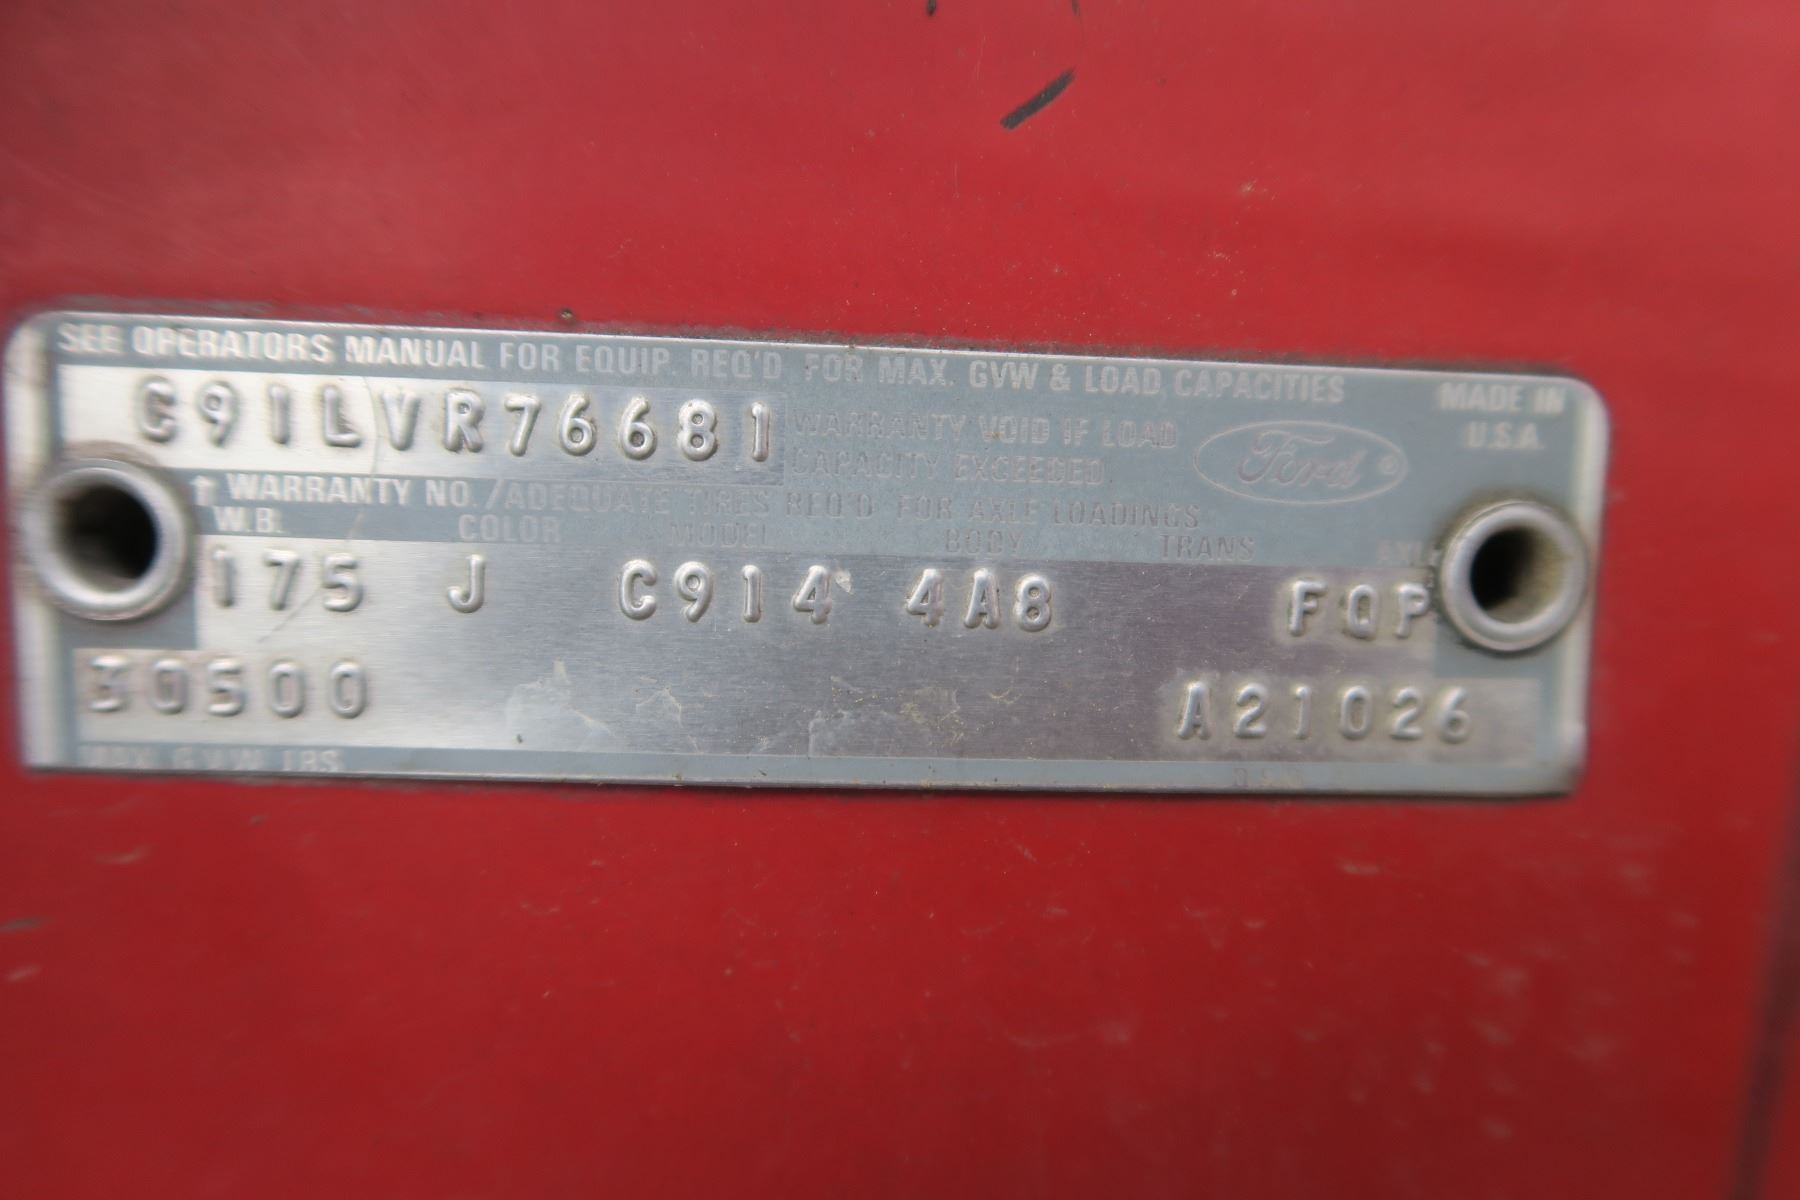 SEE OPERATORS MANUAL FOR EQUIP. REQ'D FOR MAX. GVW & LOAD CAPACITIES
MADE IN
U.S.A.
C91LVR76681
WARRANTY VOID IF LOAD
CAPACITY EXCEEDED
Ford ®
↑ WARRANTY NO. / ADEQUATE TIRES REQ'D FOR AXLE LOADINGS
W.B. COLOR MODEL BODY TRANS AXLE
175 J C914 4A8 FQP
30500 A21026
MAX. G.V.W. LBS. D.S.O.